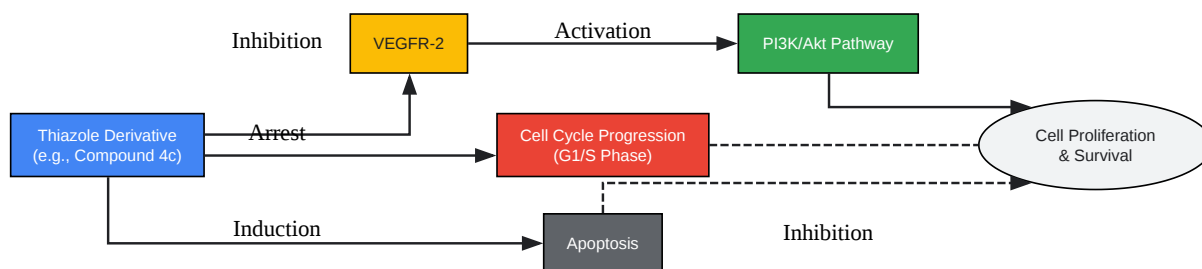 Inhibition
VEGFR-2
Activation
PI3K/Akt Pathway
Thiazole Derivative
(e.g., Compound 4c)
Arrest
Cell Cycle Progression
(G1/S Phase)
Cell Proliferation
& Survival
Induction
Apoptosis
Inhibition